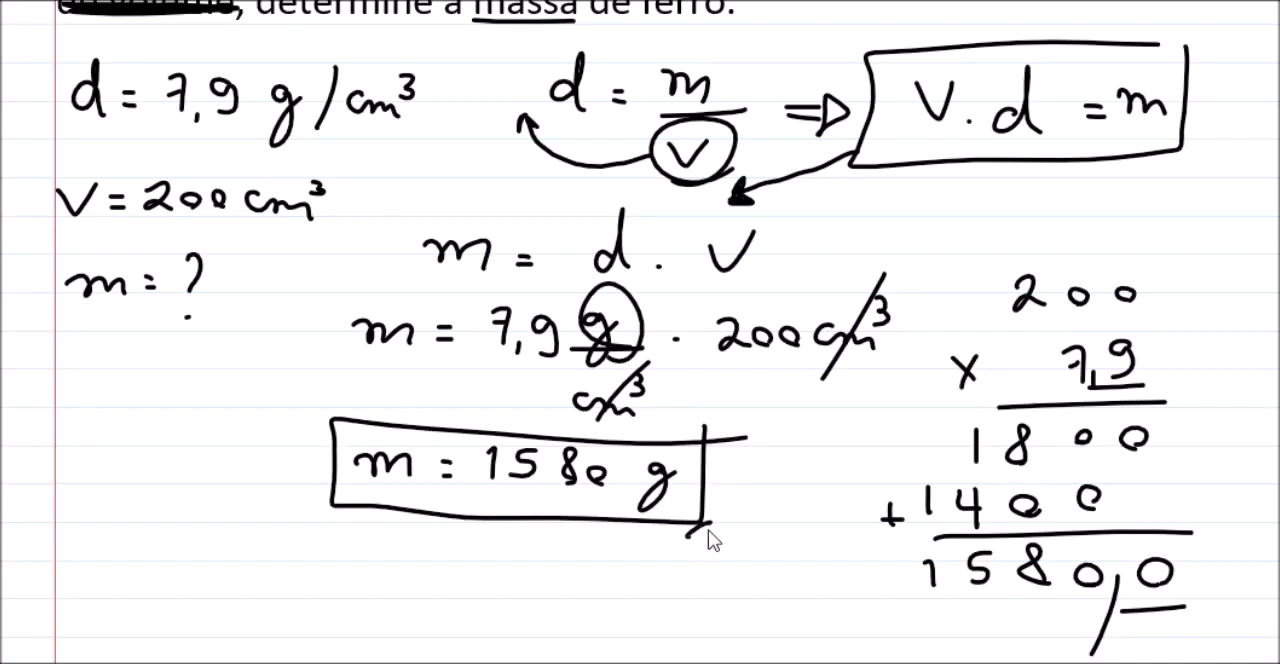 , determine a massa de ferro.
d = 7,9 g/cm³
d = m/V ⇒ V.d = m
V = 200 cm³
m = ?
m = d . V
m = 7,9 g/cm³ . 200 cm³
m = 1580 g
200
x 7,9
1800
+1400
1580,0